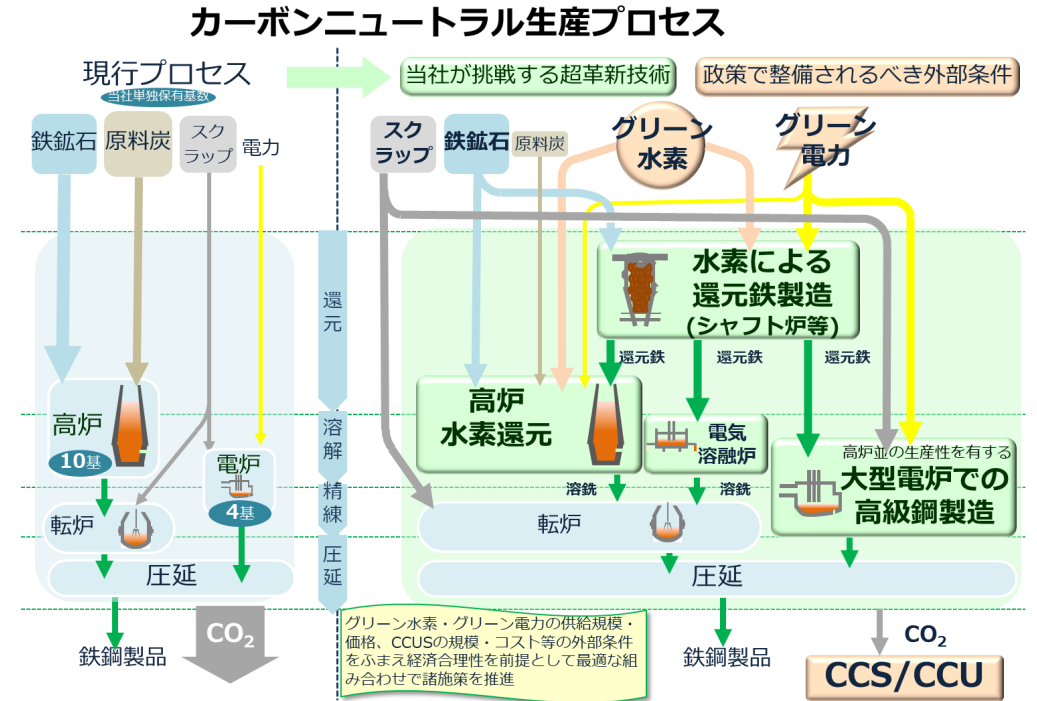 カーボンニュートラル生産プロセス
現行プロセス
当社単独保有基数
当社が挑戦する超革新技術
政策で整備されるべき外部条件
鉄鉱石
原料炭
スク
ラップ
電力
スク
ラップ
鉄鉱石
原料炭
グリーン
水素
グリーン
電力
還
元
溶
解
精
練
圧
延
高炉
10基
電炉
4基
転炉
圧延
鉄鋼製品
CO2
水素による
還元鉄製造
(シャフト炉等)
還元鉄
還元鉄
還元鉄
高炉
水素還元
電気
溶融炉
高炉並の生産性を有する
大型電炉での
高級鋼製造
溶銑
溶銑
転炉
圧延
グリーン水素・グリーン電力の供給規模・
価格、CCUSの規模・コスト等の外部条件
をふまえ経済合理性を前提として最適な組
み合わせで諸施策を推進
鉄鋼製品
CO2
CCS/CCU